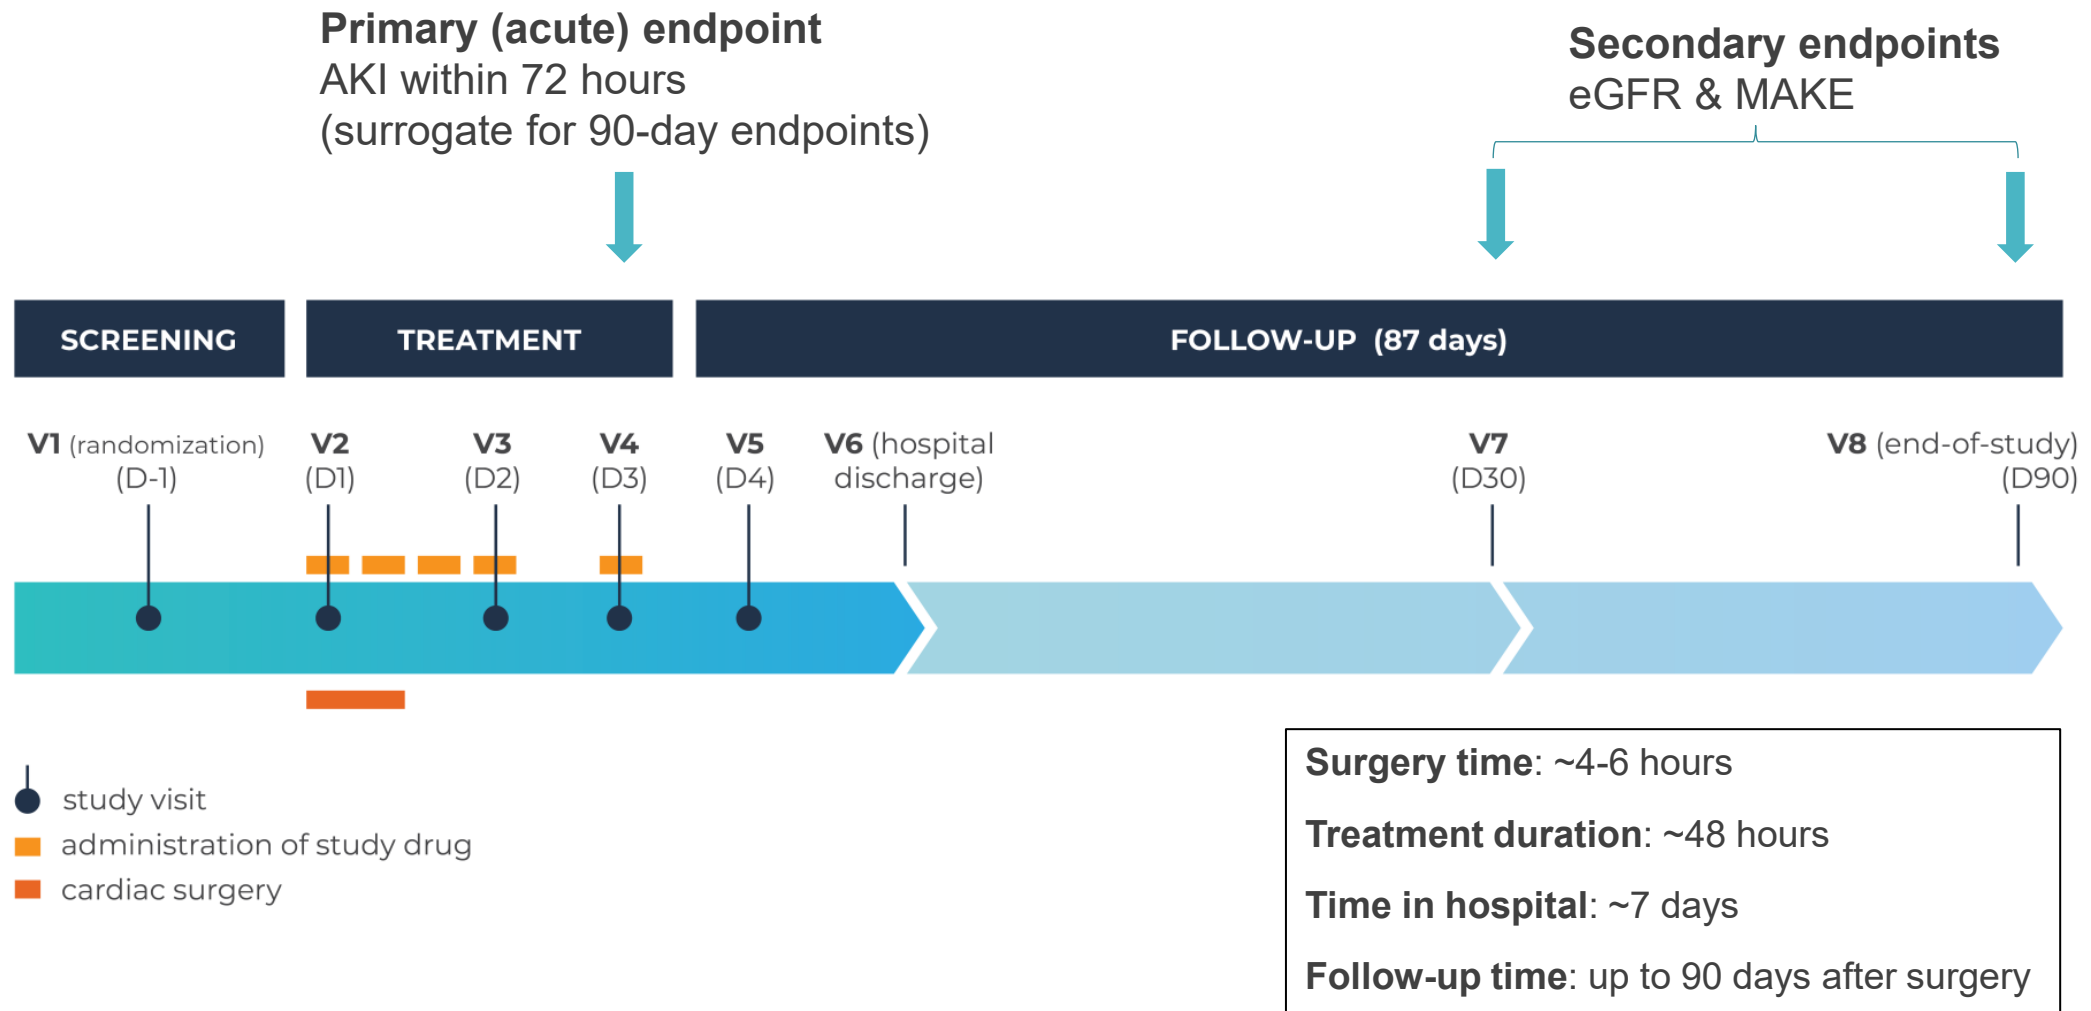 Primary (acute) endpoint
AKI within 72 hours
(surrogate for 90-day endpoints)
Secondary endpoints
eGFR & MAKE
SCREENING
TREATMENT
FOLLOW-UP (87 days)
V1 (randomization)
(D-1)
V2
(D1)
V3
(D2)
V4
(D3)
V5
(D4)
V6 (hospital
discharge)
V7
(D30)
V8 (end-of-study)
(D90)
study visit
administration of study drug
cardiac surgery
Surgery time: ~4-6 hours
Treatment duration: ~48 hours
Time in hospital: ~7 days
Follow-up time: up to 90 days after surgery